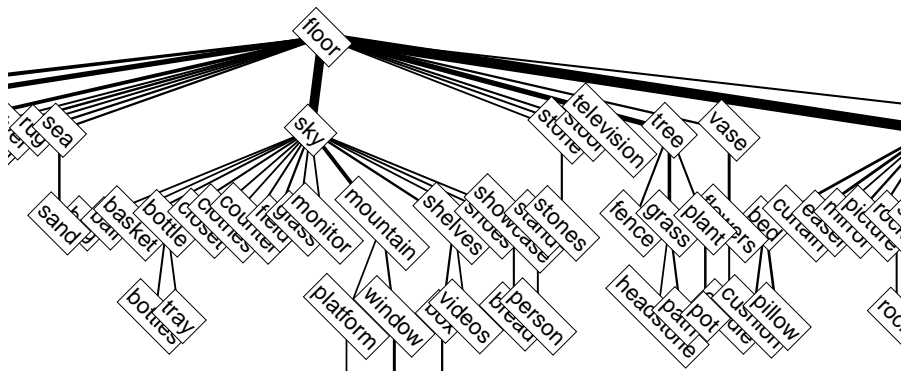 floor
rug
sea
sky
stone
stool
television
tree
vase
sand
basket
bottle
closet
clothes
counter
field
grass
monitor
mountain
shelves
shoes
showcase
stand
stones
fence
grass
plant
flowers
bed
curtain
easel
mirror
picture
bottles
tray
platform
window
box
videos
bread
person
headstone
path
pot
cushion
pillow